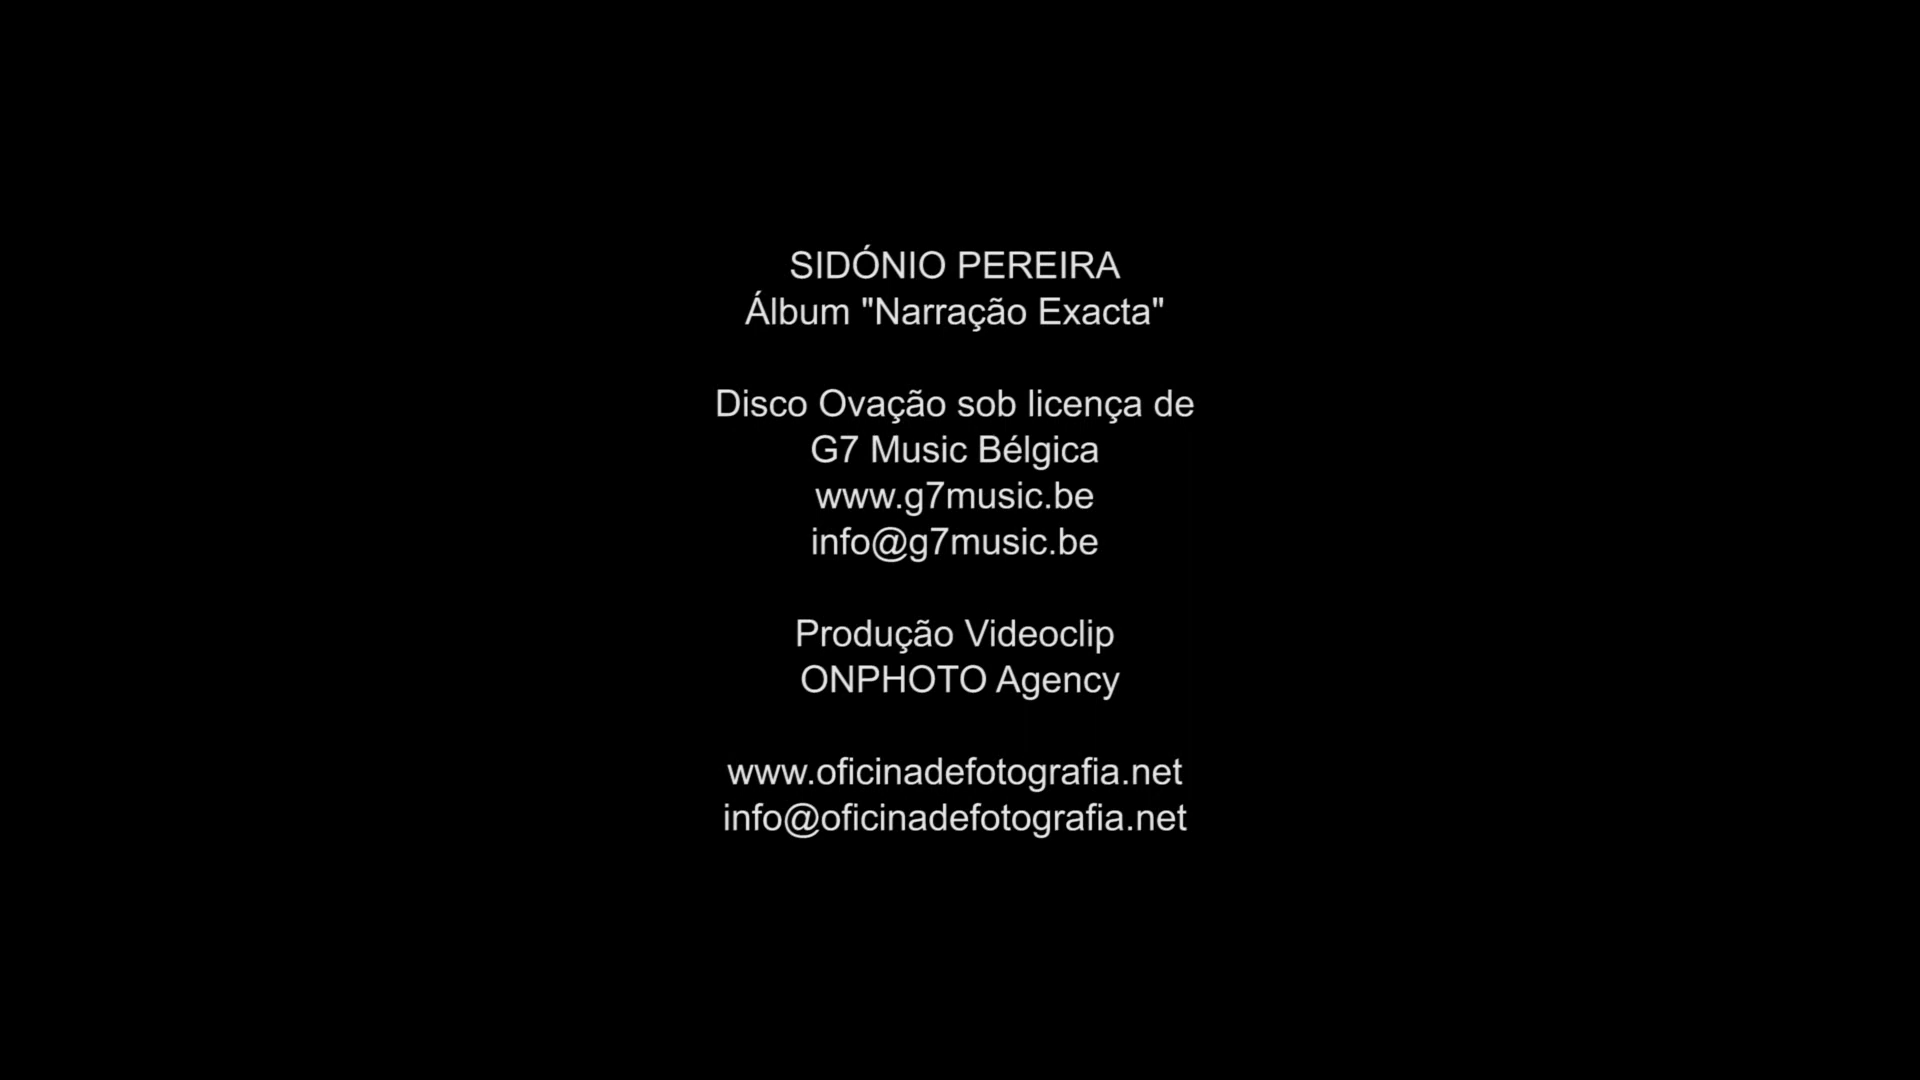 SIDÓNIO PEREIRA
Álbum "Narração Exacta"
Disco Ovação sob licença de
G7 Music Bélgica
www.g7music.be
info@g7music.be
Produção Videoclip
ONPHOTO Agency
www.oficinadefotografia.net
info@oficinadefotografia.net